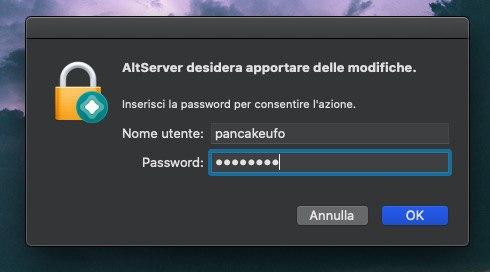 AltServer desidera apportare delle modifiche.
Inserisci la password per consentire l'azione.
Nome utente: pancakeufo
Password: ●●●●●●●●
Annulla OK